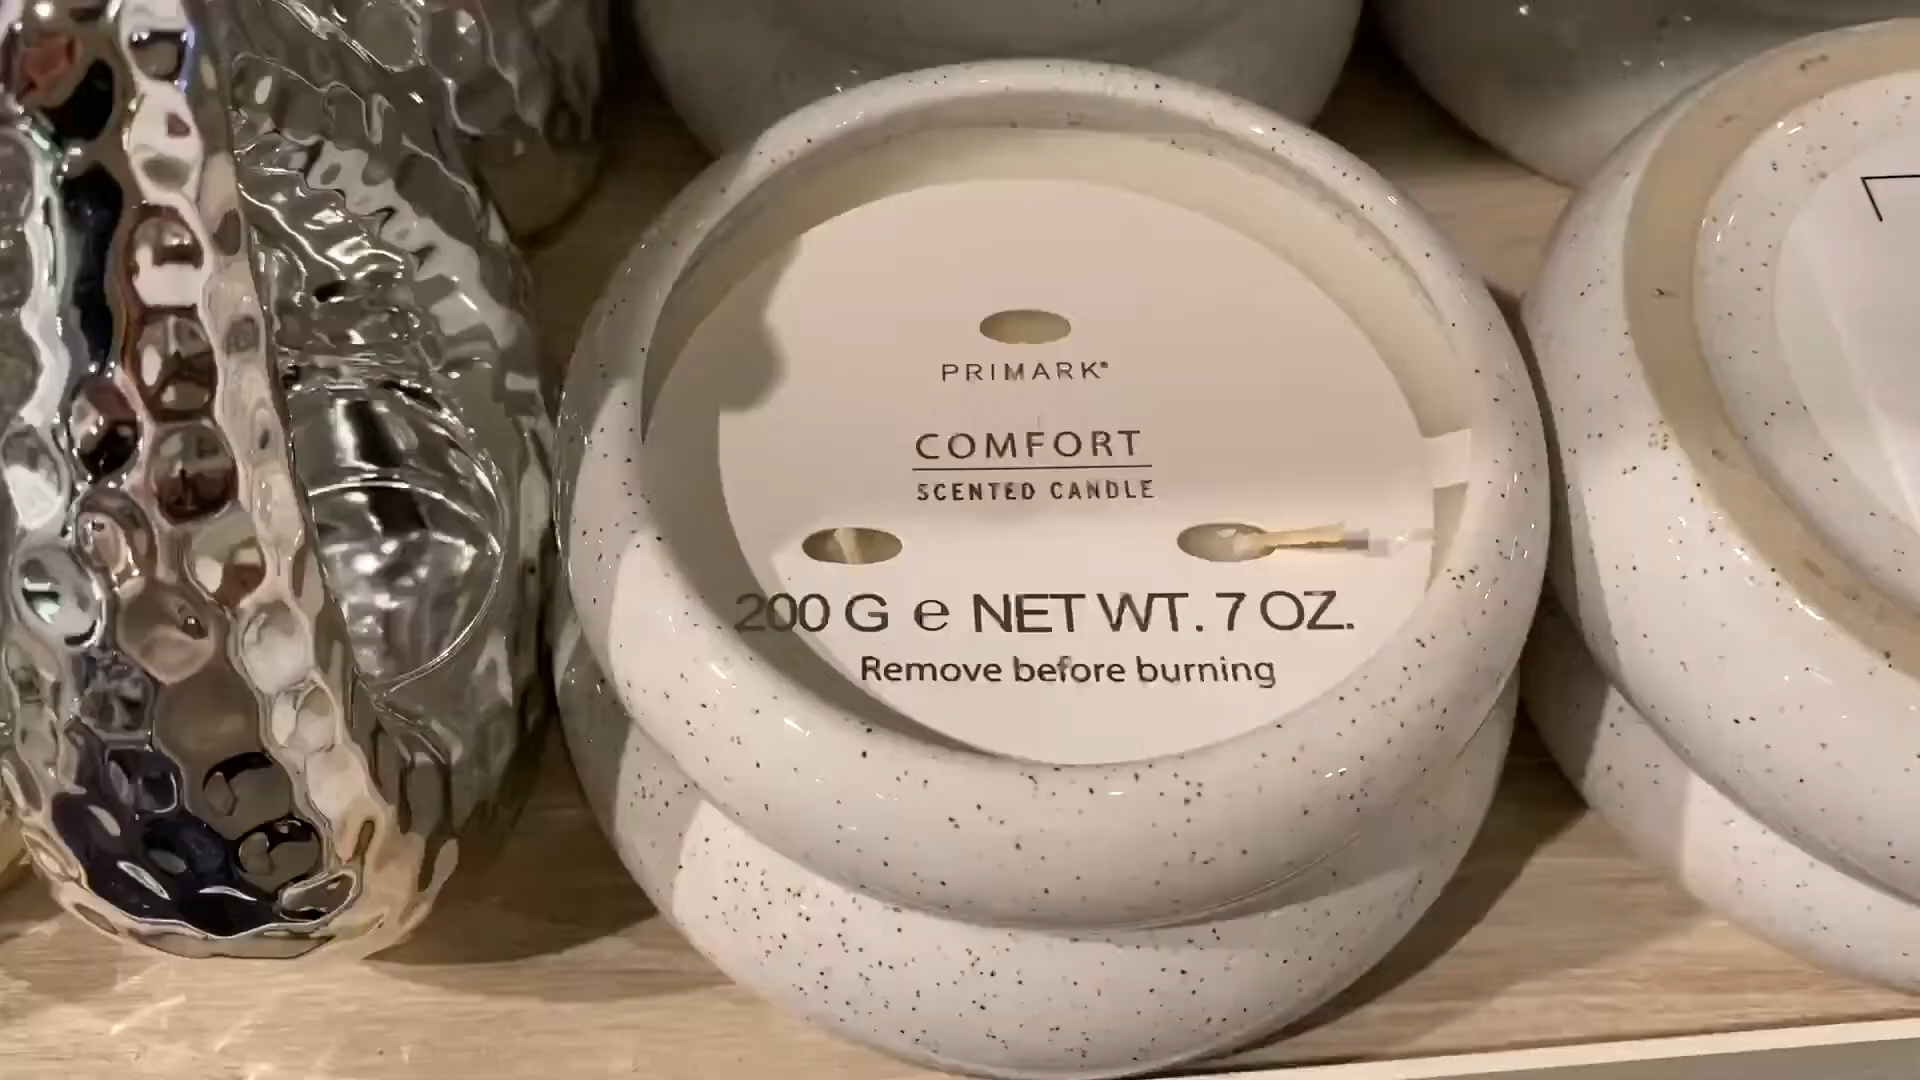 PRIMARK®
COMFORT
SCENTED CANDLE
200 G ℮ NET WT. 7 OZ.
Remove before burning